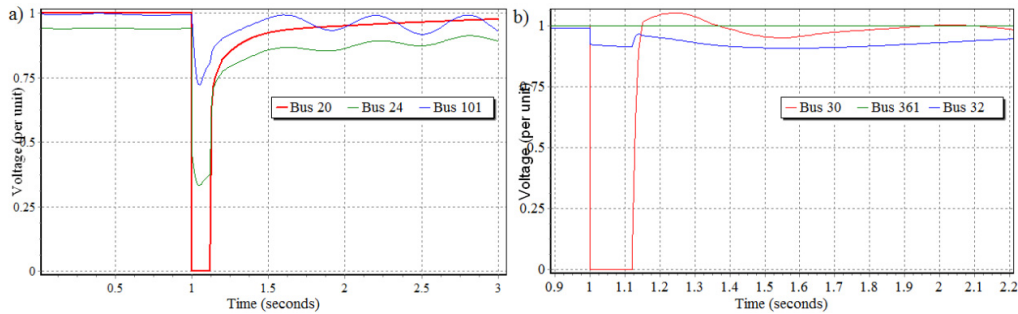 a)
Voltage (per unit)
1
0.75
0.5
0.25
0
Bus 20 Bus 24 Bus 101
0.5 1 1.5 2 2.5 3
Time (seconds)
b)
Voltage (per unit)
1
0.75
0.5
0.25
0
Bus 30 Bus 361 Bus 32
0.9 1 1.1 1.2 1.3 1.4 1.5 1.6 1.7 1.8 1.9 2 2.1 2.2
Time (seconds)